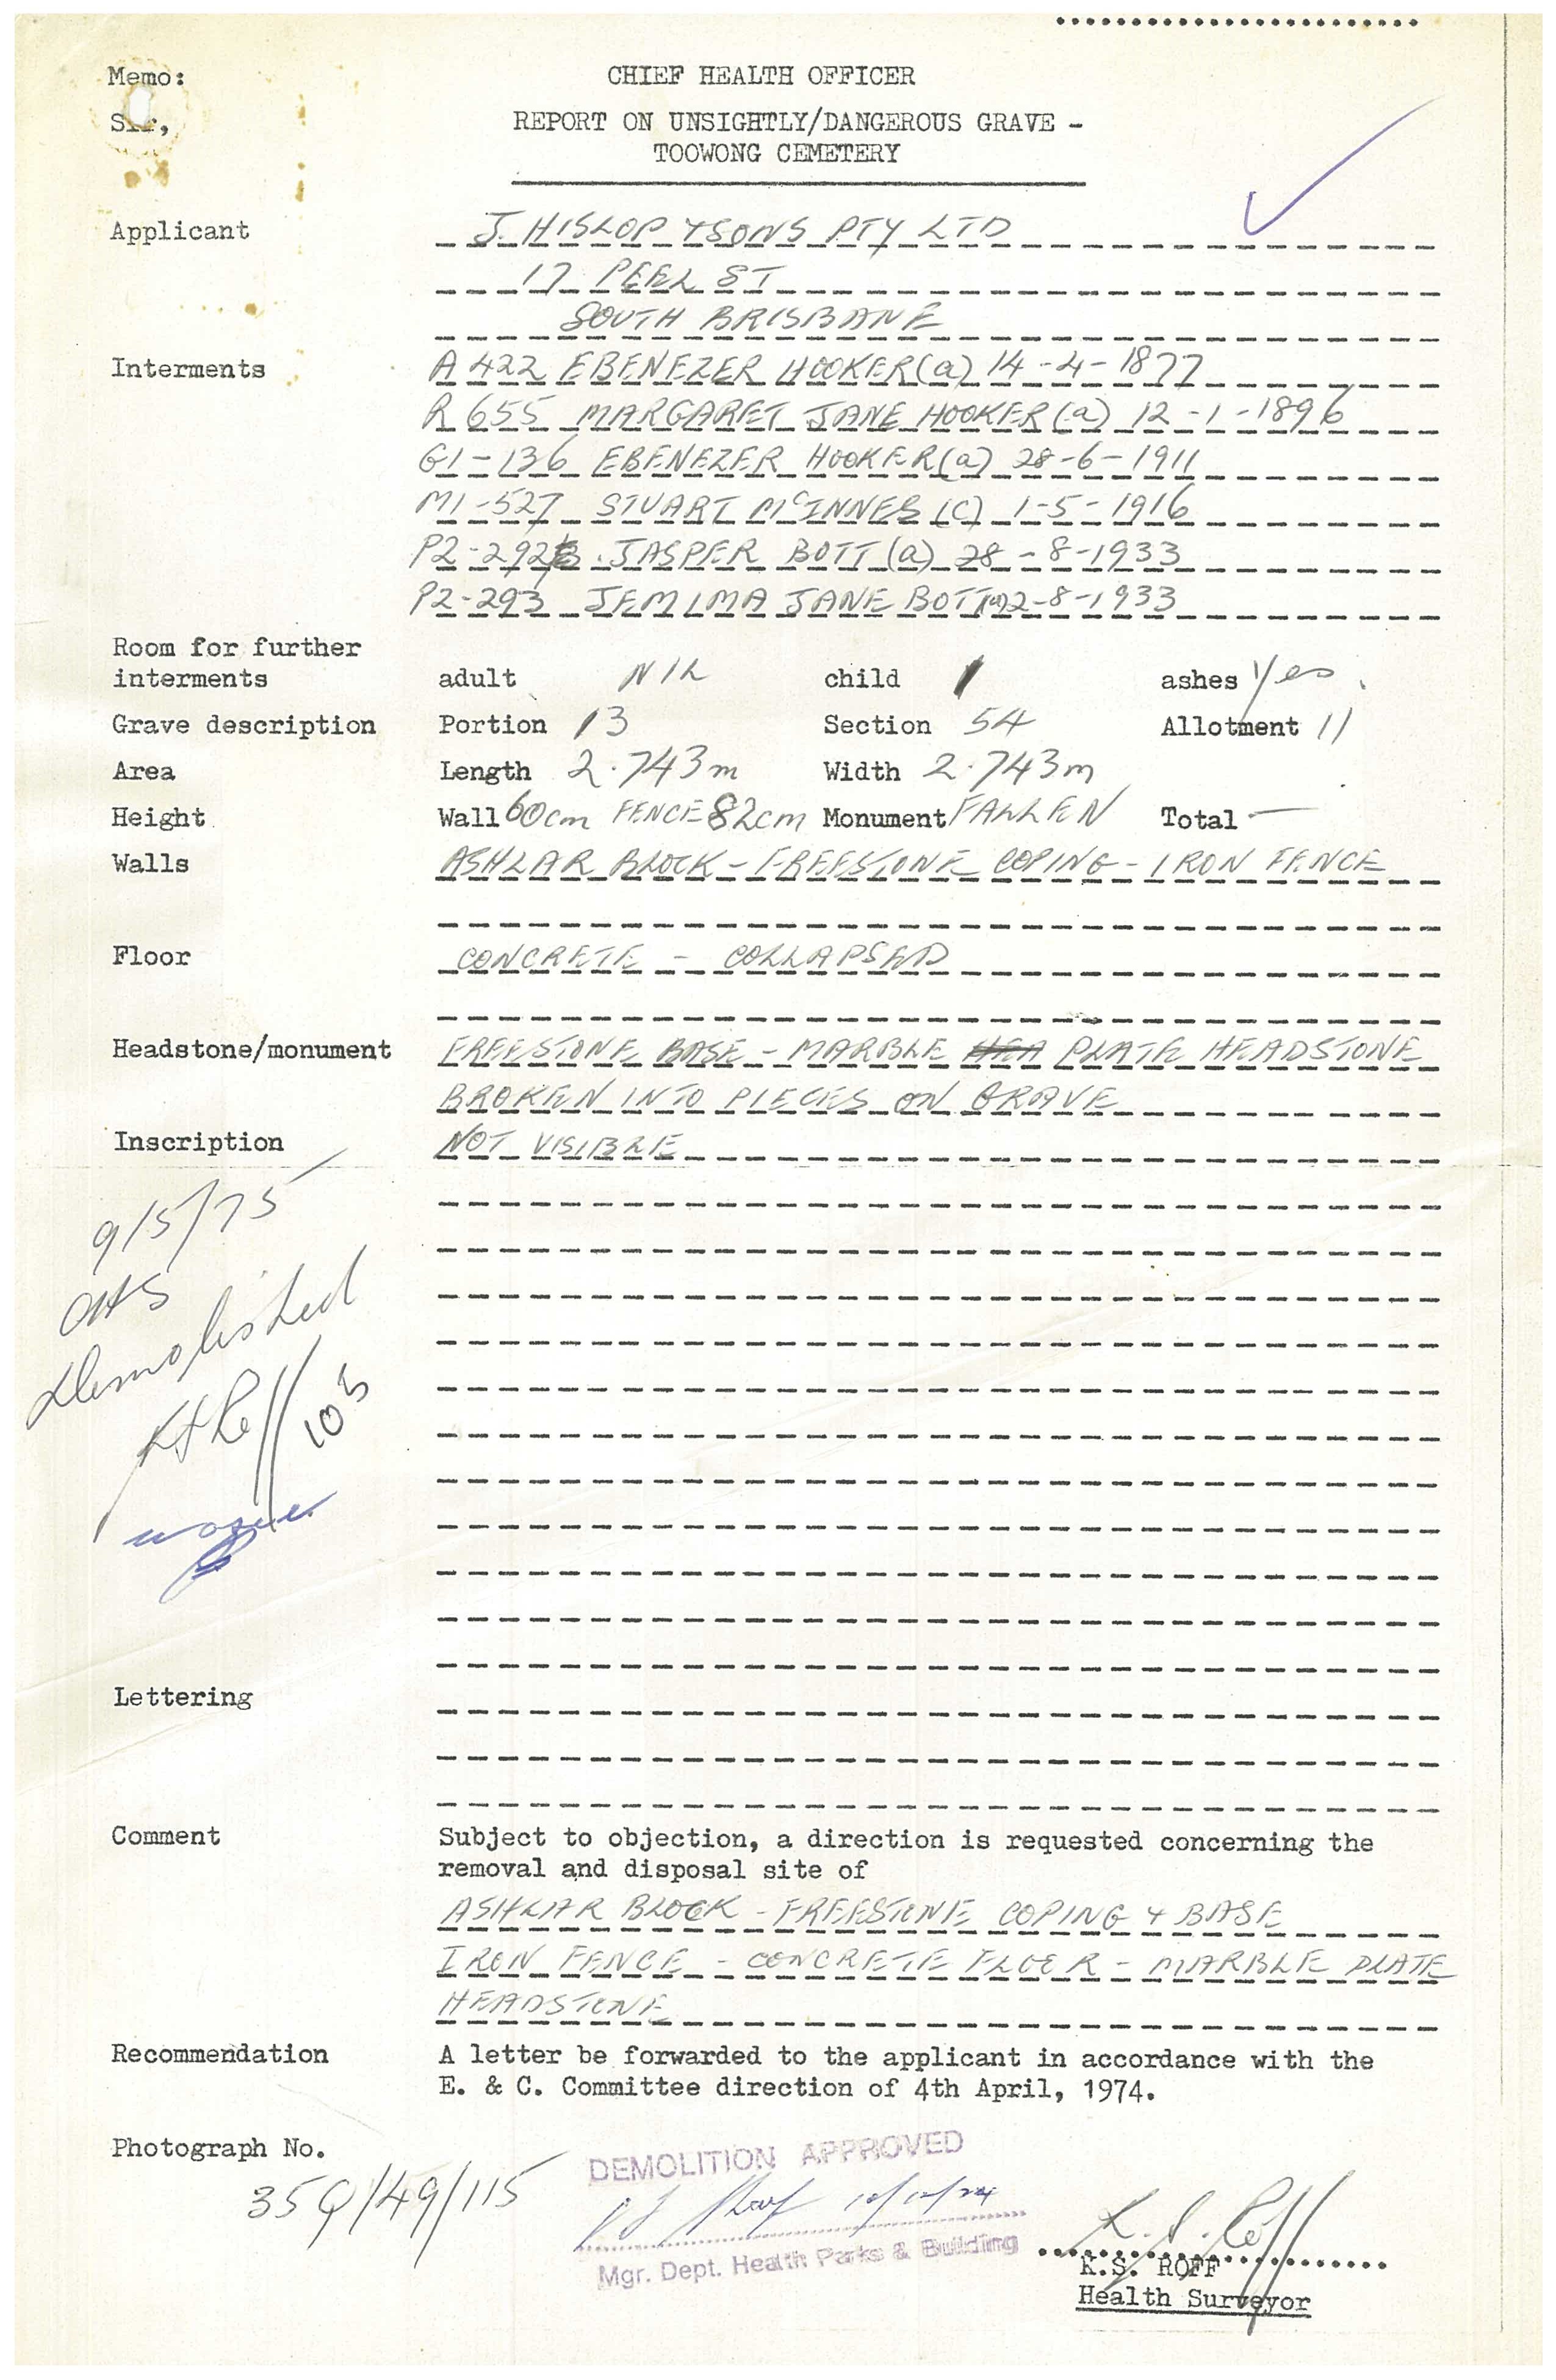 Memo:
CHIEF HEALTH OFFICER
Sir,
REPORT ON UNSIGHTLY/DANGEROUS GRAVE -
TOOWONG CEMETERY
Applicant J. HISLOP & SONS PTY LTD
17 PEEL ST
SOUTH BRISBANE
Interments A 422 EBENEZER HOOKER (a) 14-4-1877
R 655 MARGARET JANE HOOKER (a) 12-1-1896
G1-136 EBENEZER HOOKER (a) 28-6-1911
M1-527 STUART McINNES (C) 1-5-1916
P2-292 JASPER BOTT (a) 28-8-1933
P2-293 JEMIMA JANE BOTT (a) 2-8-1933
Room for further
interments adult NIL child 1 ashes Yes.
Grave description Portion 13 Section 54 Allotment 11
Area Length 2.743m Width 2.743m
Height Wall 60cm FENCE 82cm Monument FALLEN Total —
Walls ASHLAR BLOCK - FREESTONE COPING - IRON FENCE
Floor CONCRETE - COLLAPSED
Headstone/monument FREESTONE BASE - MARBLE HEA PLATE HEADSTONE
BROKEN INTO PIECES ON GRAVE
Inscription NOT VISIBLE
9/5/75
OHS
Demolished
KSRoff
103
Lettering
Comment Subject to objection, a direction is requested concerning the
removal and disposal site of
ASHLAR BLOCK - FREESTONE COPING & BASE
IRON FENCE - CONCRETE FLOOR - MARBLE PLATE
HEADSTONE
Recommendation A letter be forwarded to the applicant in accordance with the
E. & C. Committee direction of 4th April, 1974.
Photograph No.
35Q/49/115
DEMOLITION APPROVED
10/12/74
Mgr. Dept. Health Parks & Building
K. S. Roff
K.S. ROFF
Health Surveyor